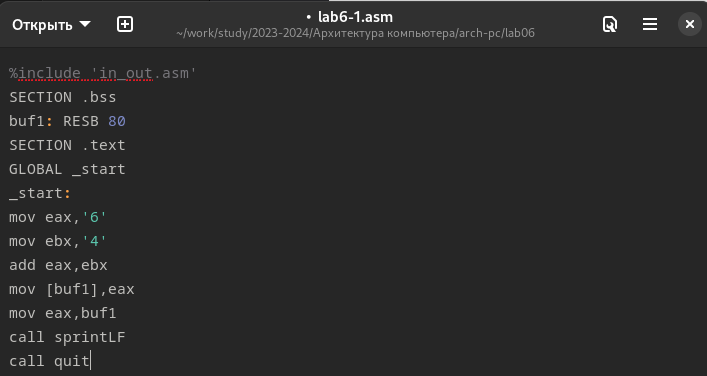 Открыть
• lab6-1.asm
~/work/study/2023-2024/Архитектура компьютера/arch-pc/lab06
%include 'in_out.asm'
SECTION .bss
buf1: RESB 80
SECTION .text
GLOBAL _start
_start:
mov eax,'6'
mov ebx,'4'
add eax,ebx
mov [buf1],eax
mov eax,buf1
call sprintLF
call quit